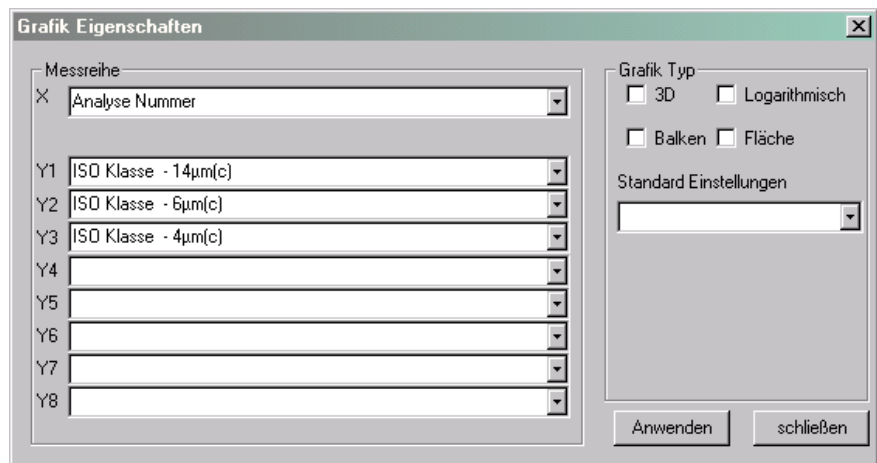 Grafik Eigenschaften
Messreihe
X Analyse Nummer
Y1 ISO Klasse - 14µm(c)
Y2 ISO Klasse - 6µm(c)
Y3 ISO Klasse - 4µm(c)
Y4
Y5
Y6
Y7
Y8
Grafik Typ
3D Logarithmisch
Balken Fläche
Standard Einstellungen
Anwenden schließen